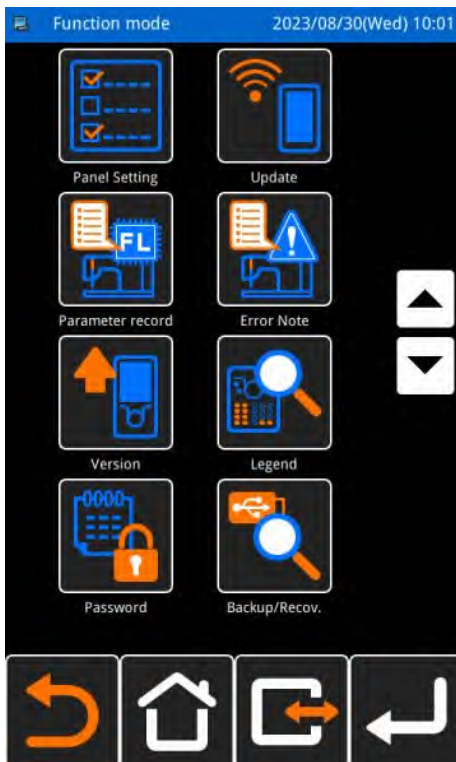 Function mode 2023/08/30(Wed) 10:01
Panel Setting Update
FL
Parameter record Error Note
Version Legend
0000
Password Backup/Recov.